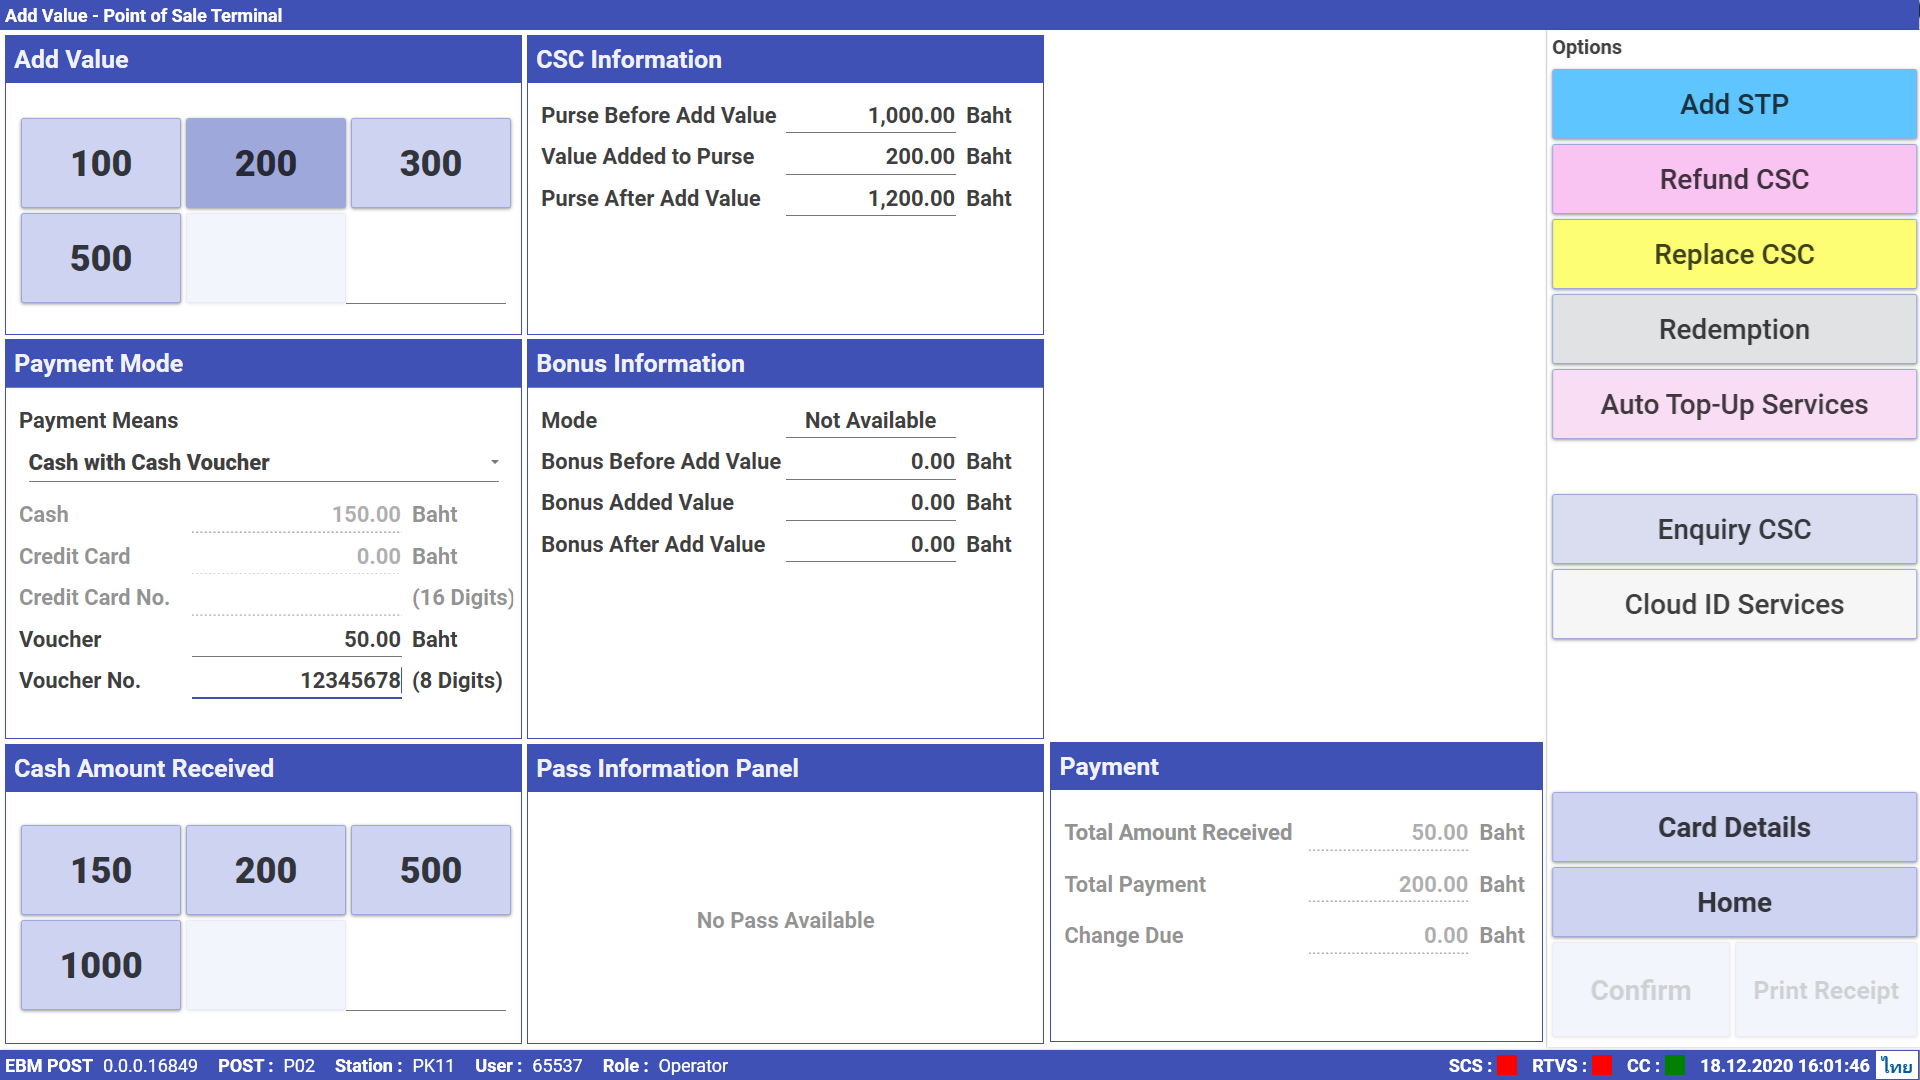 Add Value - Point of Sale Terminal
Add Value
100
200
300
500
CSC Information
Purse Before Add Value 1,000.00 Baht
Value Added to Purse 200.00 Baht
Purse After Add Value 1,200.00 Baht
Payment Mode
Payment Means
Cash with Cash Voucher
Cash 150.00 Baht
Credit Card 0.00 Baht
Credit Card No. (16 Digits)
Voucher 50.00 Baht
Voucher No. 12345678 (8 Digits)
Bonus Information
Mode Not Available
Bonus Before Add Value 0.00 Baht
Bonus Added Value 0.00 Baht
Bonus After Add Value 0.00 Baht
Cash Amount Received
150
200
500
1000
Pass Information Panel
No Pass Available
Payment
Total Amount Received 50.00 Baht
Total Payment 200.00 Baht
Change Due 0.00 Baht
Options
Add STP
Refund CSC
Replace CSC
Redemption
Auto Top-Up Services
Enquiry CSC
Cloud ID Services
Card Details
Home
Confirm
Print Receipt
EBM POST 0.0.0.16849 POST : P02 Station : PK11 User : 65537 Role : Operator SCS : RTVS : CC : 18.12.2020 16:01:46 ไทย